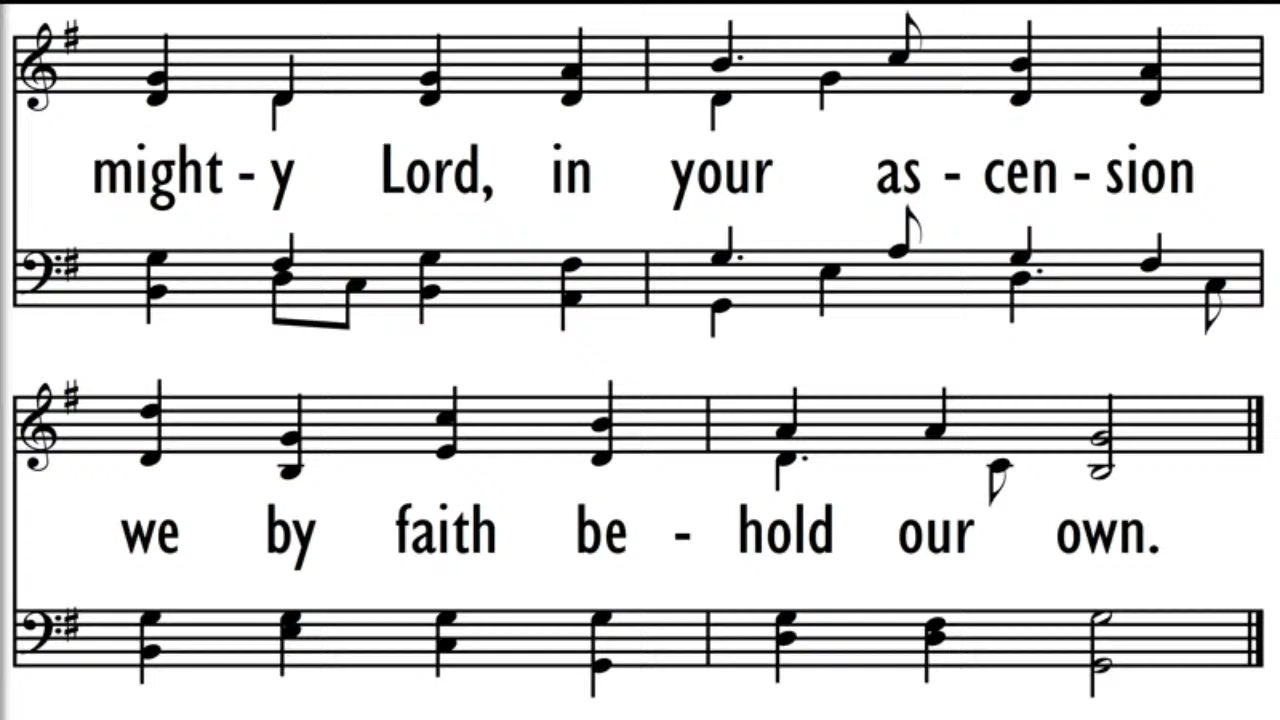 might - y Lord, in your as - cen - sion
we by faith be - hold our own.